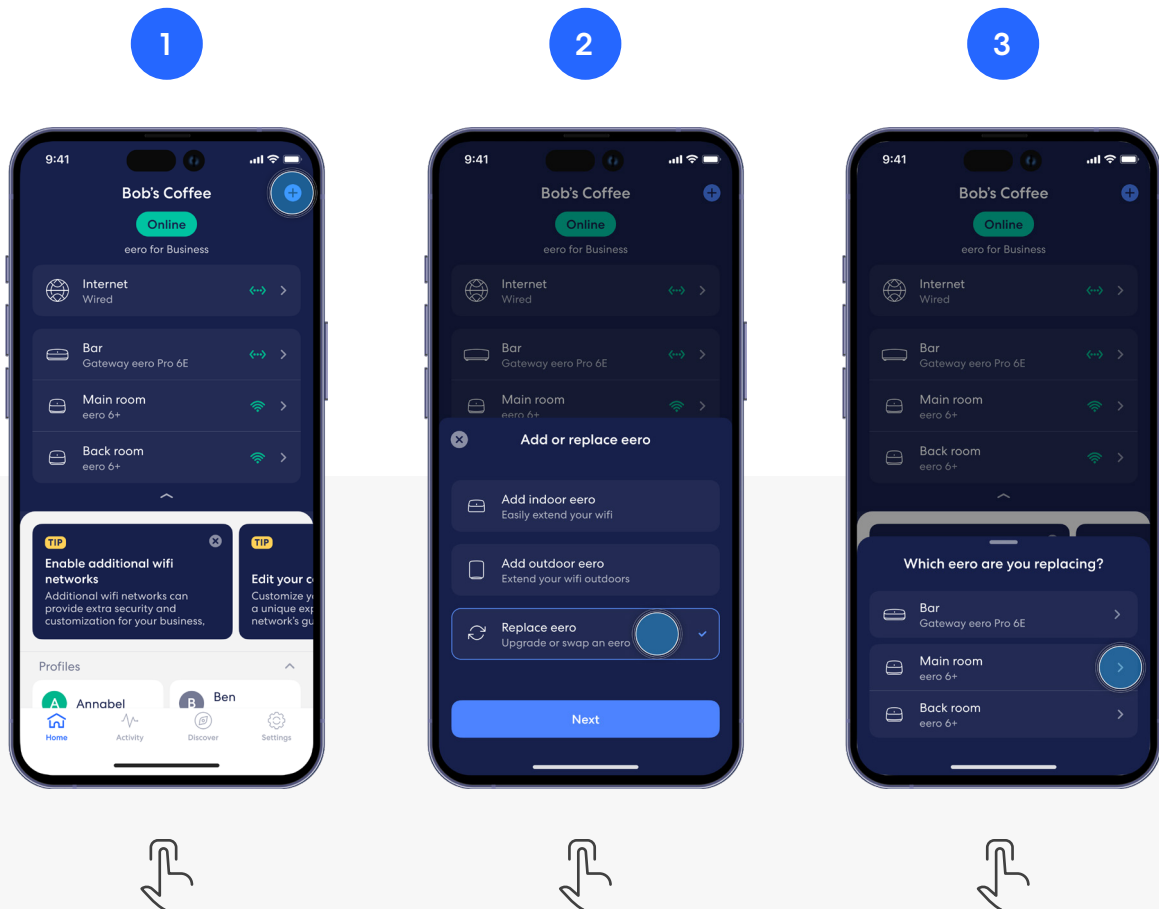 1
2
3
9:41
Bob's Coffee
Online
eero for Business
Internet
Wired
Bar
Gateway eero Pro 6E
Main room
eero 6+
Back room
eero 6+
TIP
Enable additional wifi
networks
Additional wifi networks can
provide extra security and
customization for your business,
TIP
Edit your c
Customize y
a unique exp
network's gu
Profiles
A Annabel
B Ben
Home
Activity
Discover
Settings
9:41
Bob's Coffee
Online
eero for Business
Internet
Wired
Bar
Gateway eero Pro 6E
Main room
eero 6+
Add or replace eero
Add indoor eero
Easily extend your wifi
Add outdoor eero
Extend your wifi outdoors
Replace eero
Upgrade or swap an eero
Next
9:41
Bob's Coffee
Online
eero for Business
Internet
Wired
Bar
Gateway eero Pro 6E
Main room
eero 6+
Back room
eero 6+
Which eero are you replacing?
Bar
Gateway eero Pro 6E
Main room
eero 6+
Back room
eero 6+